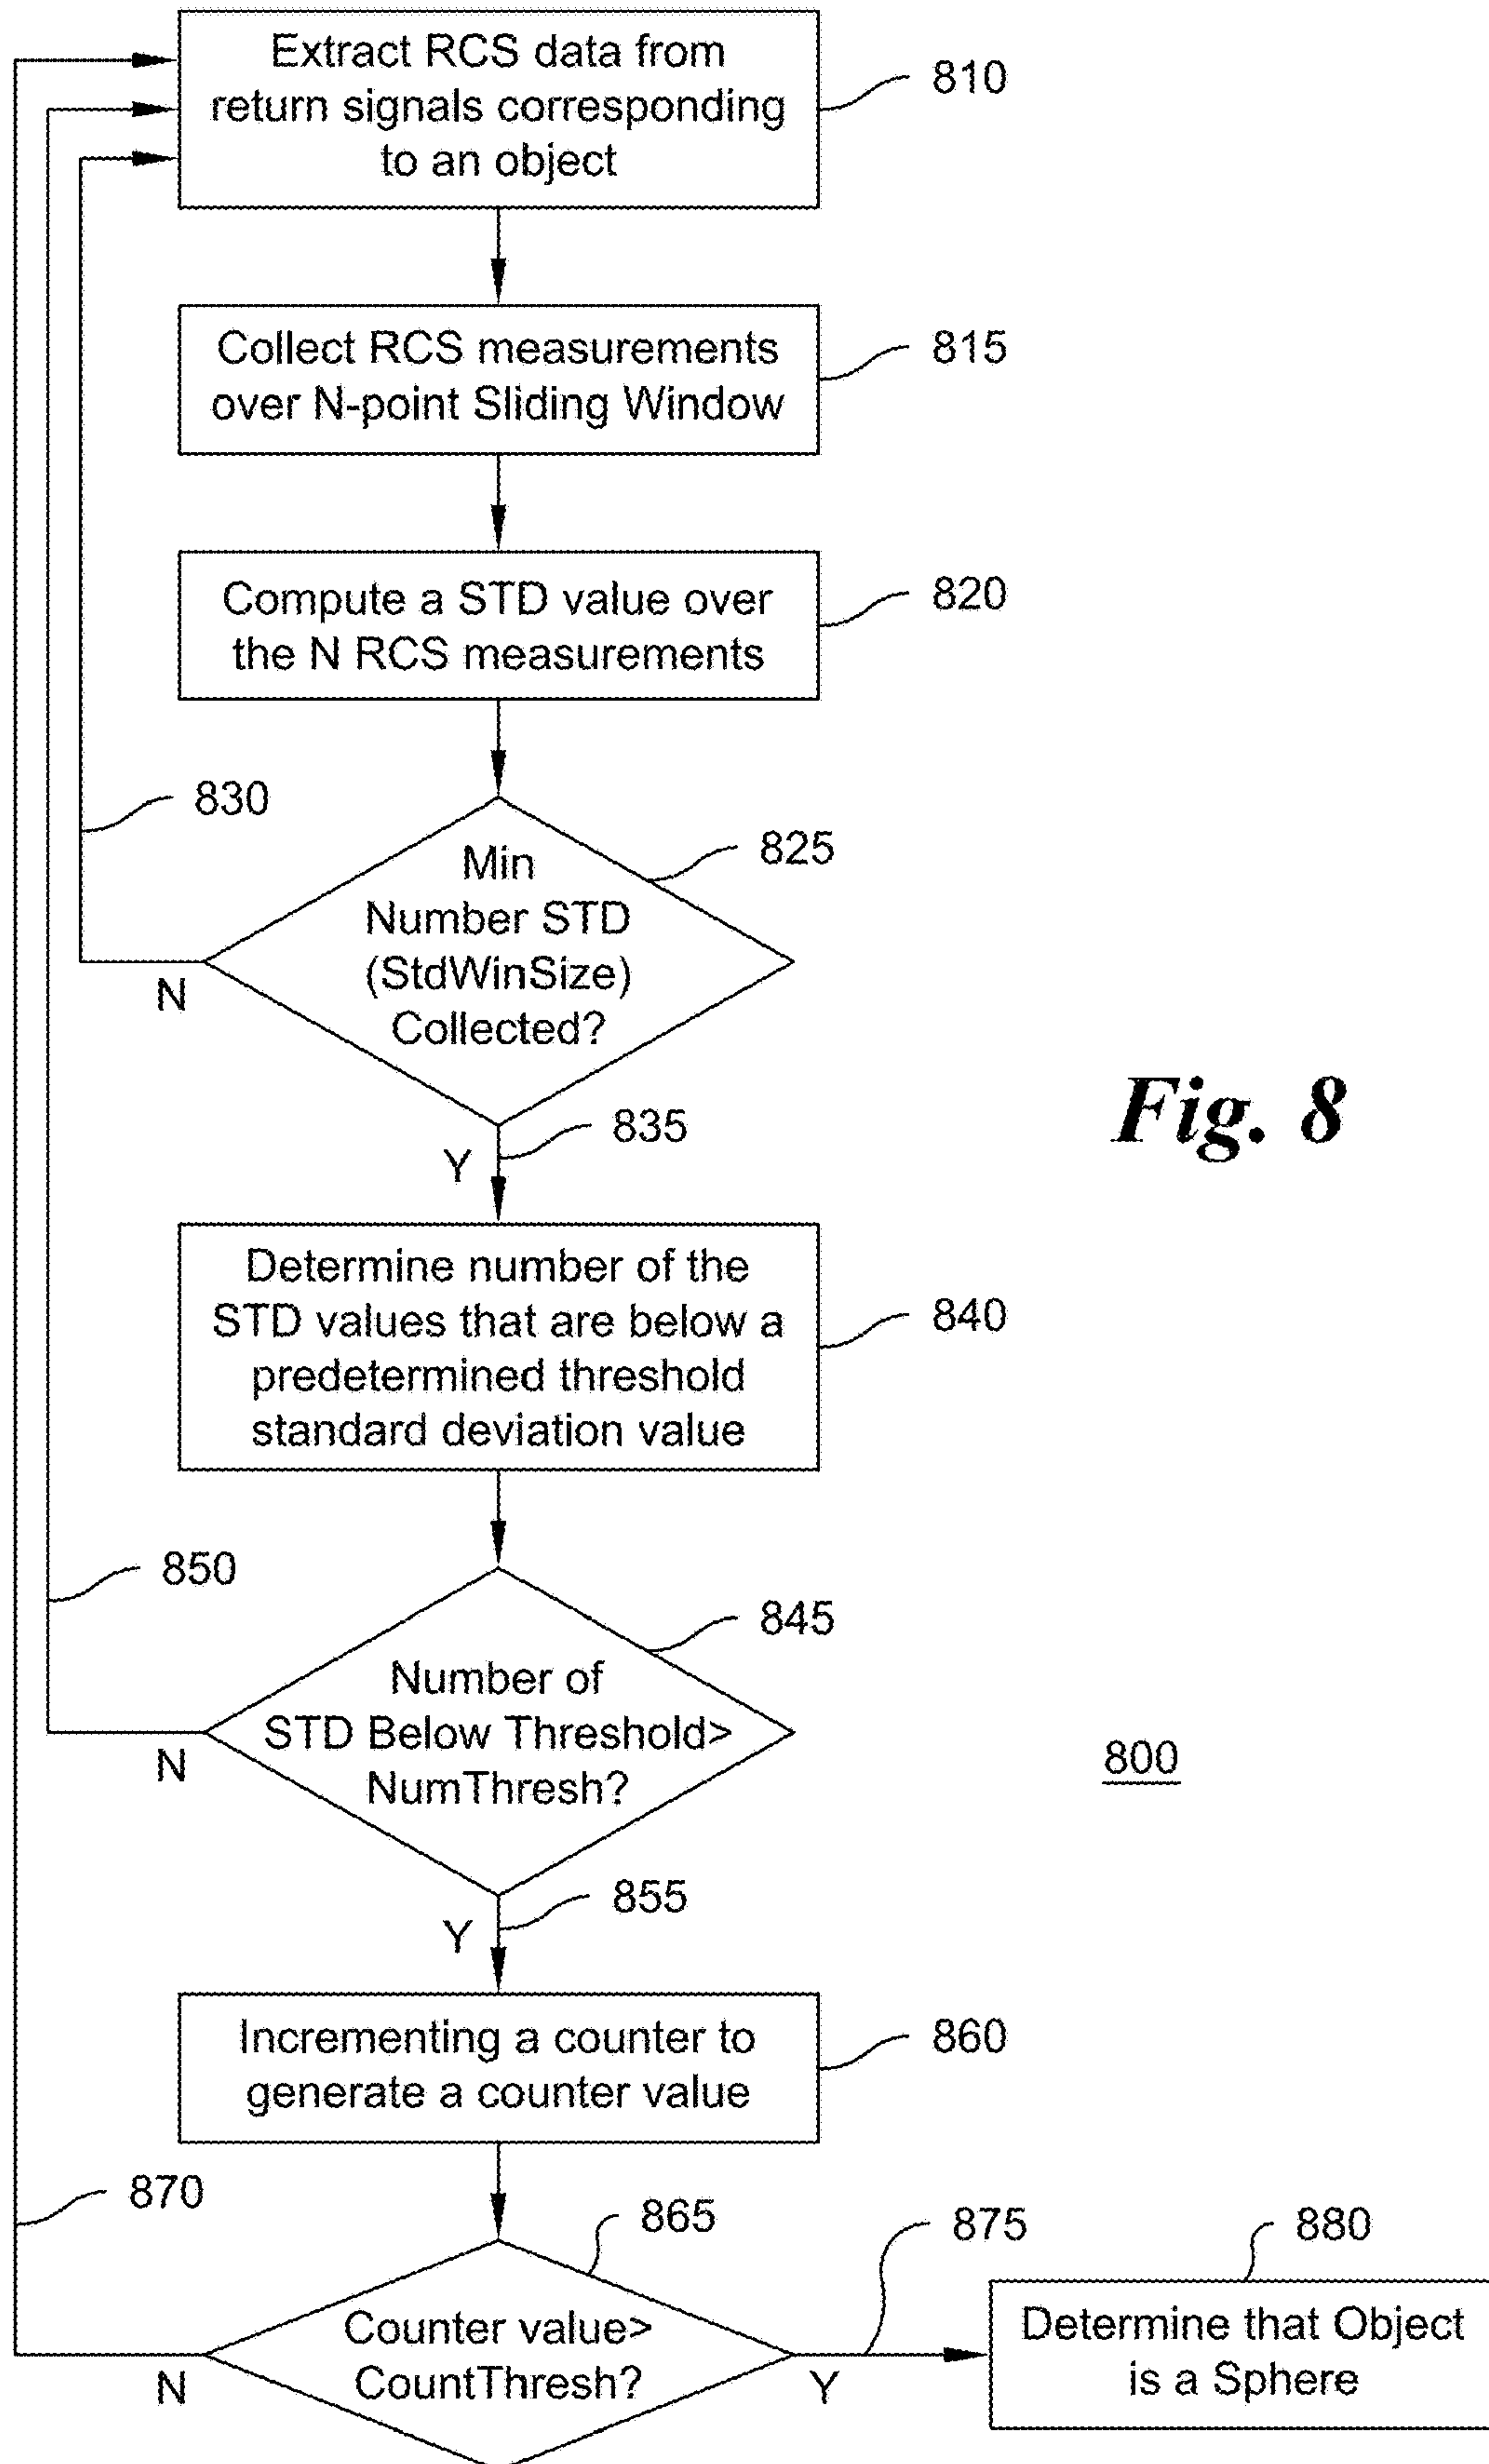 Extract RCS data from
return signals corresponding
to an object
810
Collect RCS measurements
over N-point Sliding Window
815
Compute a STD value over
the N RCS measurements
820
830
Min
Number STD
(StdWinSize)
Collected?
825
N
835
Y
Fig. 8
Determine number of the
STD values that are below a
predetermined threshold
standard deviation value
840
850
Number of
STD Below Threshold>
NumThresh?
845
N
800
855
Y
Incrementing a counter to
generate a counter value
860
870
865
875
880
Counter value>
CountThresh?
N
Y
Determine that Object
is a Sphere